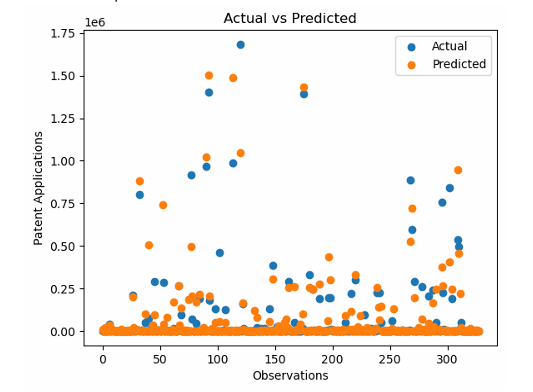 Actual vs Predicted
1e6
Actual
Predicted
1.75
1.50
1.25
1.00
0.75
0.50
0.25
0.00
Patent Applications
0 50 100 150 200 250 300
Observations